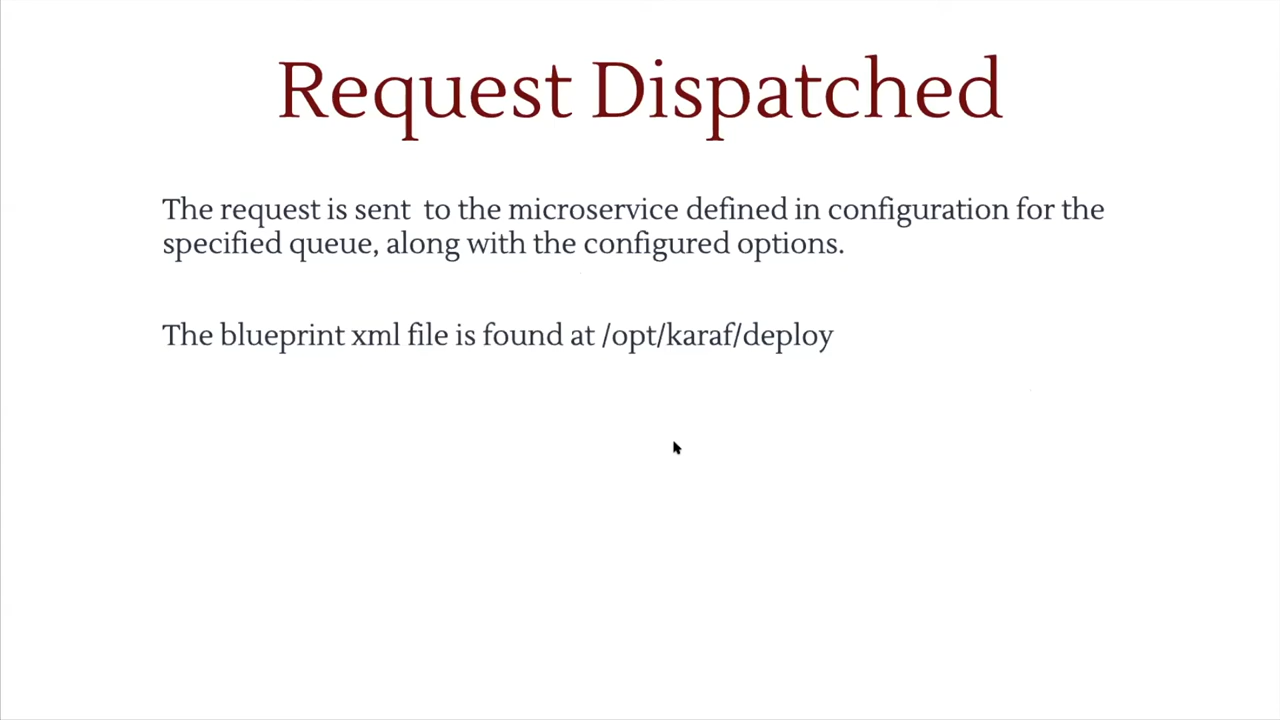 Request Dispatched
The request is sent  to the microservice defined in configuration for the
specified queue, along with the configured options.
The blueprint xml file is found at /opt/karaf/deploy